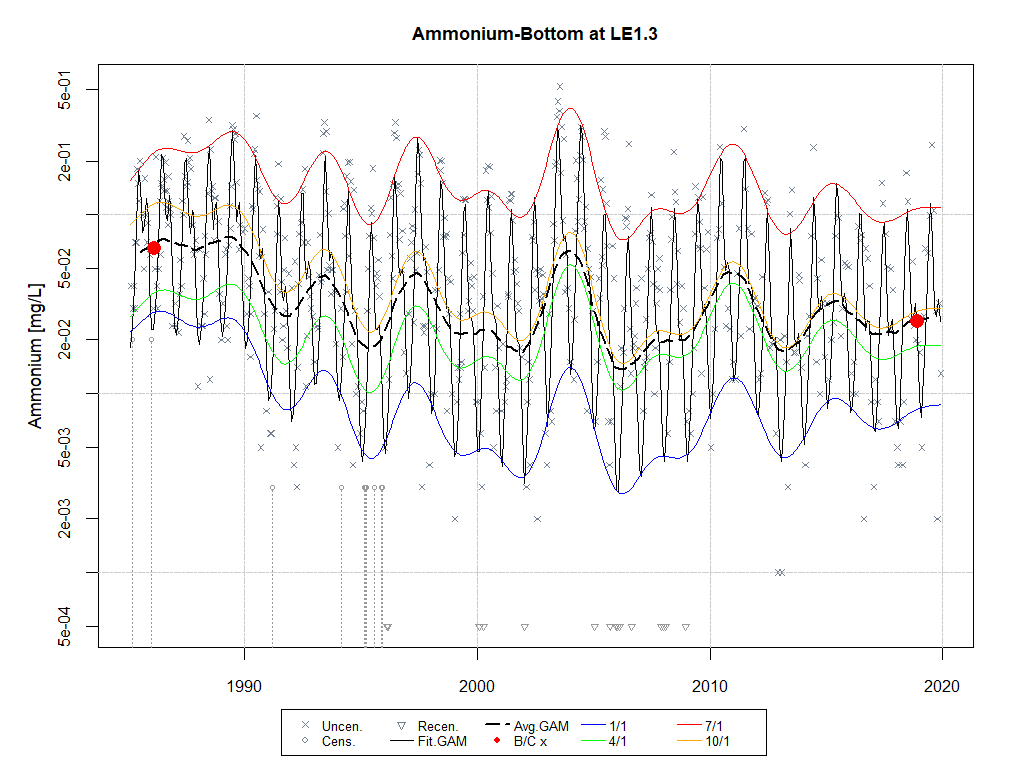 Ammonium-Bottom at LE1.3
Ammonium [mg/L]
5e-01
2e-01
5e-02
2e-02
5e-03
2e-03
5e-04
1990 2000 2010 2020
Uncen. Recen. Avg.GAM 1/1 7/1
Cens. Fit.GAM B/C x 4/1 10/1